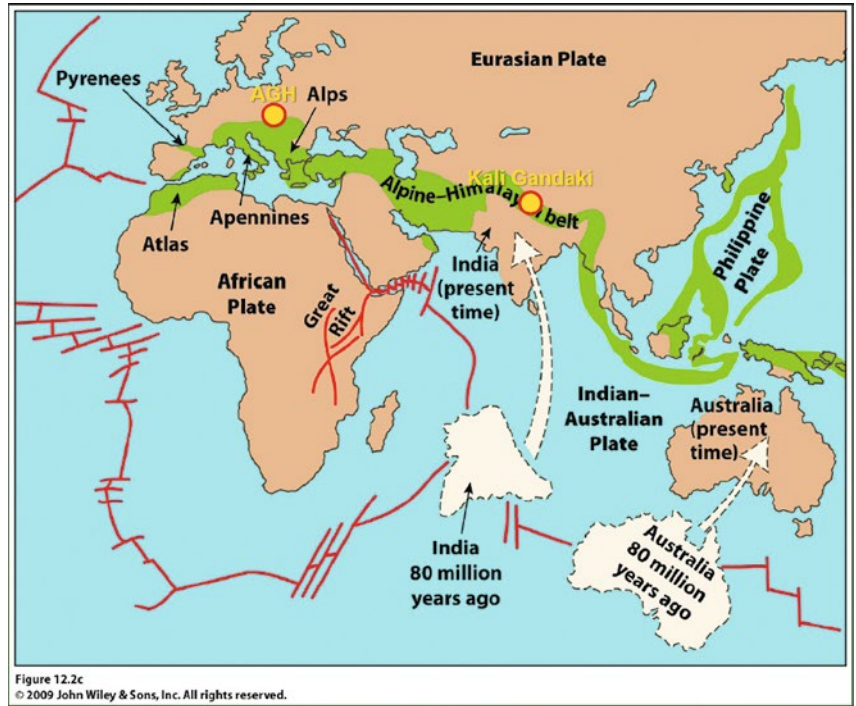 Eurasian Plate
Pyrenees
AGH
Alps
Kali Gandaki
Alpine–Himalayan belt
Apennines
Atlas
African
Plate
Great
Rift
India
(present
time)
Philippine
Plate
Indian–
Australian
Plate
Australia
(present
time)
India
80 million
years ago
Australia
80 million
years ago
Figure 12.2c
© 2009 John Wiley & Sons, Inc. All rights reserved.